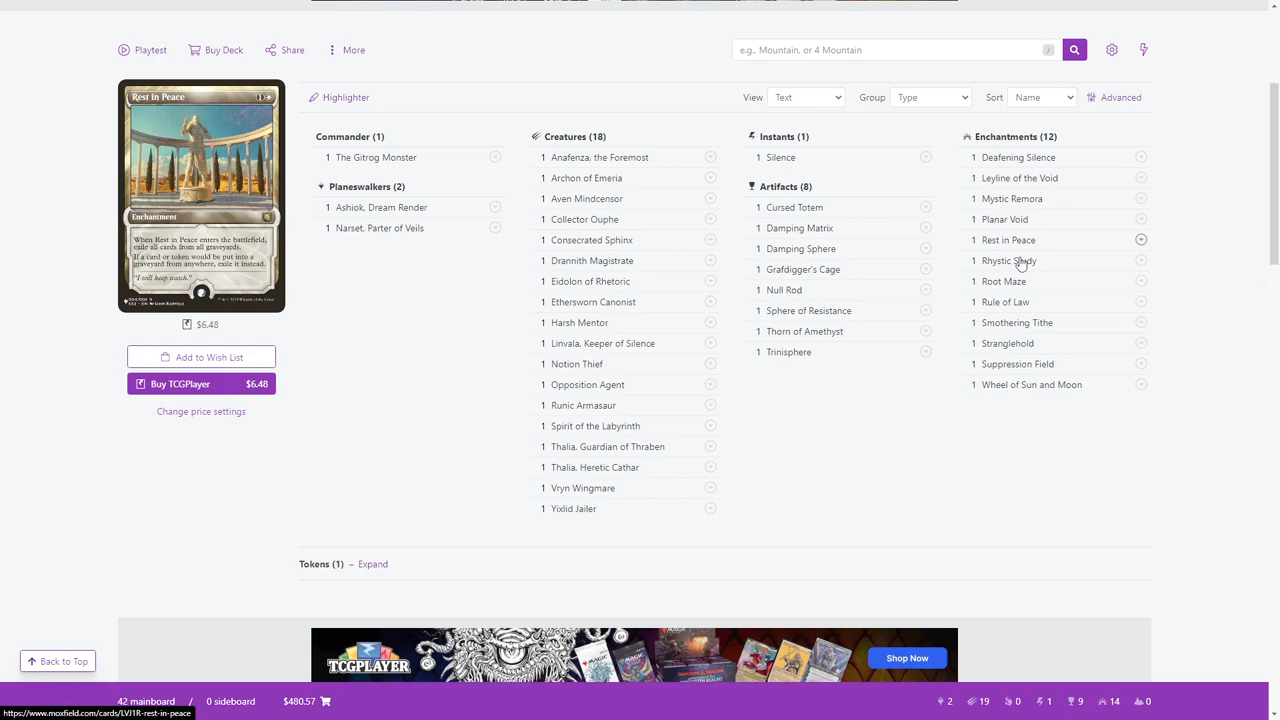 Playtest
Buy Deck
Share
More
e.g., Mountain, or 4 Mountain
/
Rest in Peace
Enchantment
When Rest in Peace enters the battlefield,
exile all cards from all graveyards.
If a card or token would be put into a
graveyard from anywhere, exile it instead.
"I will keep watch."
$6.48
Add to Wish List
Buy TCGPlayer $6.48
Change price settings
Highlighter
View Text
Group Type
Sort Name
Advanced
Commander (1)
1 The Gitrog Monster
Planeswalkers (2)
1 Ashiok, Dream Render
1 Narset, Parter of Veils
Creatures (18)
1 Anafenza, the Foremost
1 Archon of Emeria
1 Aven Mindcensor
1 Collector Ouphe
1 Consecrated Sphinx
1 Drannith Magistrate
1 Eidolon of Rhetoric
1 Ethersworn Canonist
1 Harsh Mentor
1 Linvala, Keeper of Silence
1 Notion Thief
1 Opposition Agent
1 Runic Armasaur
1 Spirit of the Labyrinth
1 Thalia, Guardian of Thraben
1 Thalia, Heretic Cathar
1 Vryn Wingmare
1 Yixlid Jailer
Instants (1)
1 Silence
Artifacts (8)
1 Cursed Totem
1 Damping Matrix
1 Damping Sphere
1 Grafdigger's Cage
1 Null Rod
1 Sphere of Resistance
1 Thorn of Amethyst
1 Trinisphere
Enchantments (12)
1 Deafening Silence
1 Leyline of the Void
1 Mystic Remora
1 Planar Void
1 Rest in Peace
1 Rhystic Study
1 Root Maze
1 Rule of Law
1 Smothering Tithe
1 Stranglehold
1 Suppression Field
1 Wheel of Sun and Moon
Tokens (1) – Expand
TCGPLAYER
Shop Now
Back to Top
42 mainboard / 0 sideboard $480.57
2 19 0 1 9 14 0
https://www.moxfield.com/cards/LVJ1R-rest-in-peace